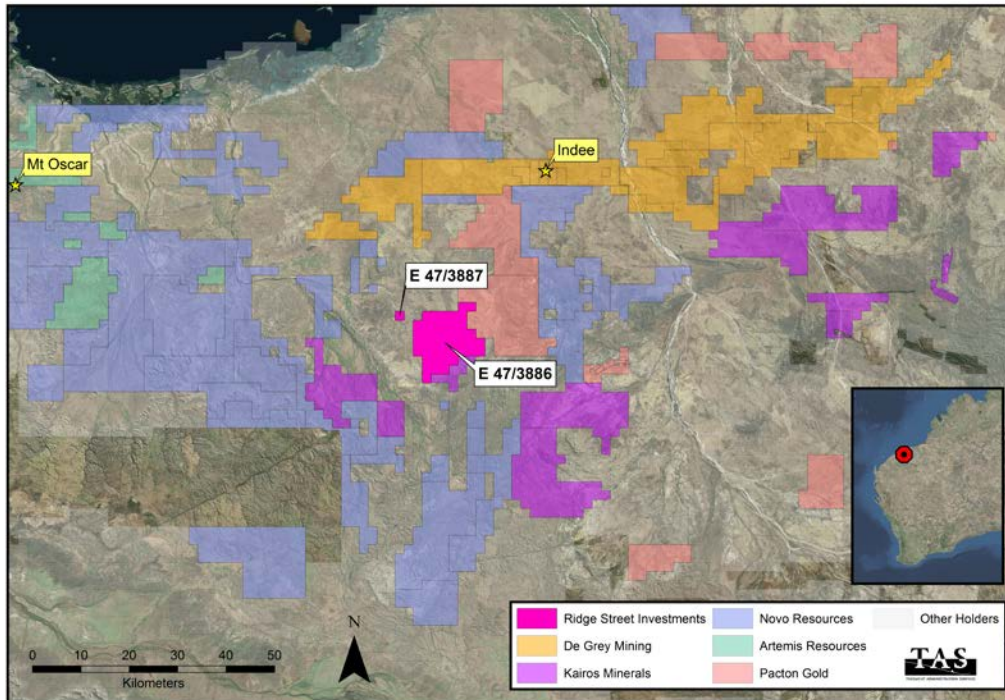 Mt Oscar
Indee
E 47/3887
E 47/3886
N
0 10 20 30 40 50
Kilometers
Ridge Street Investments
De Grey Mining
Kairos Minerals
Novo Resources
Artemis Resources
Pacton Gold
Other Holders
TAS